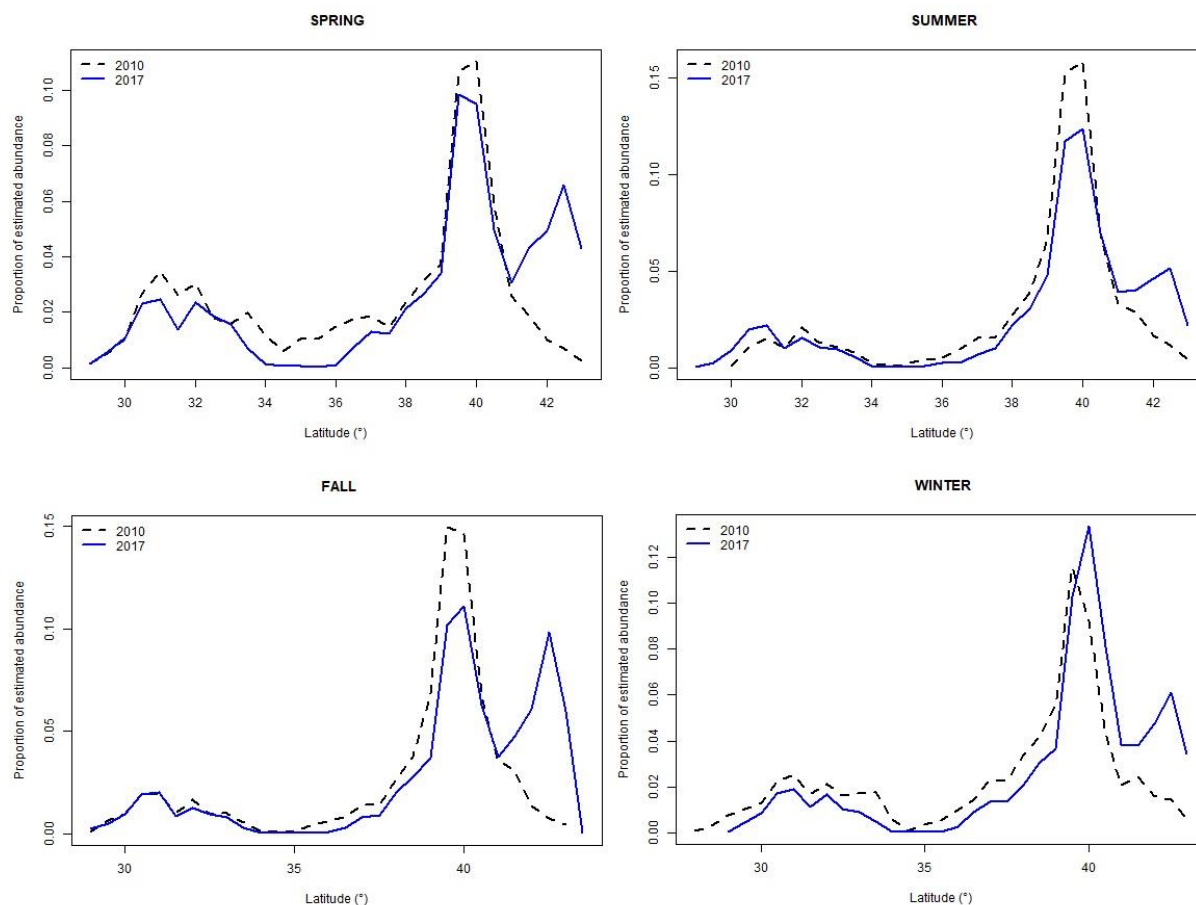 SPRING
2010
2017
Proportion of estimated abundance
0.00 0.02 0.04 0.06 0.08 0.10
30 32 34 36 38 40 42
Latitude (°)
SUMMER
2010
2017
Proportion of estimated abundance
0.00 0.05 0.10 0.15
30 32 34 36 38 40 42
Latitude (°)
FALL
2010
2017
Proportion of estimated abundance
0.00 0.05 0.10 0.15
30 35 40
Latitude (°)
WINTER
2010
2017
Proportion of estimated abundance
0.00 0.02 0.04 0.06 0.08 0.10 0.12
30 35 40
Latitude (°)